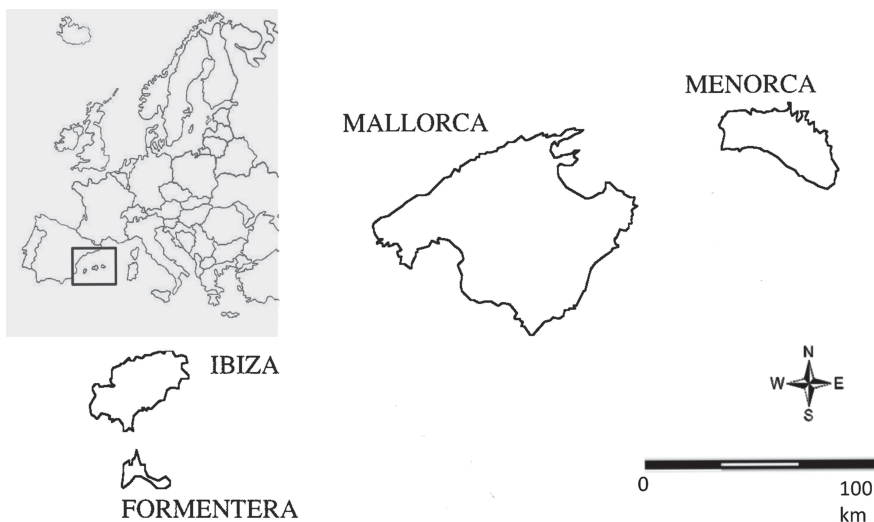 MENORCA
MALLORCA
IBIZA
FORMENTERA
N
W E
S
0 100
km